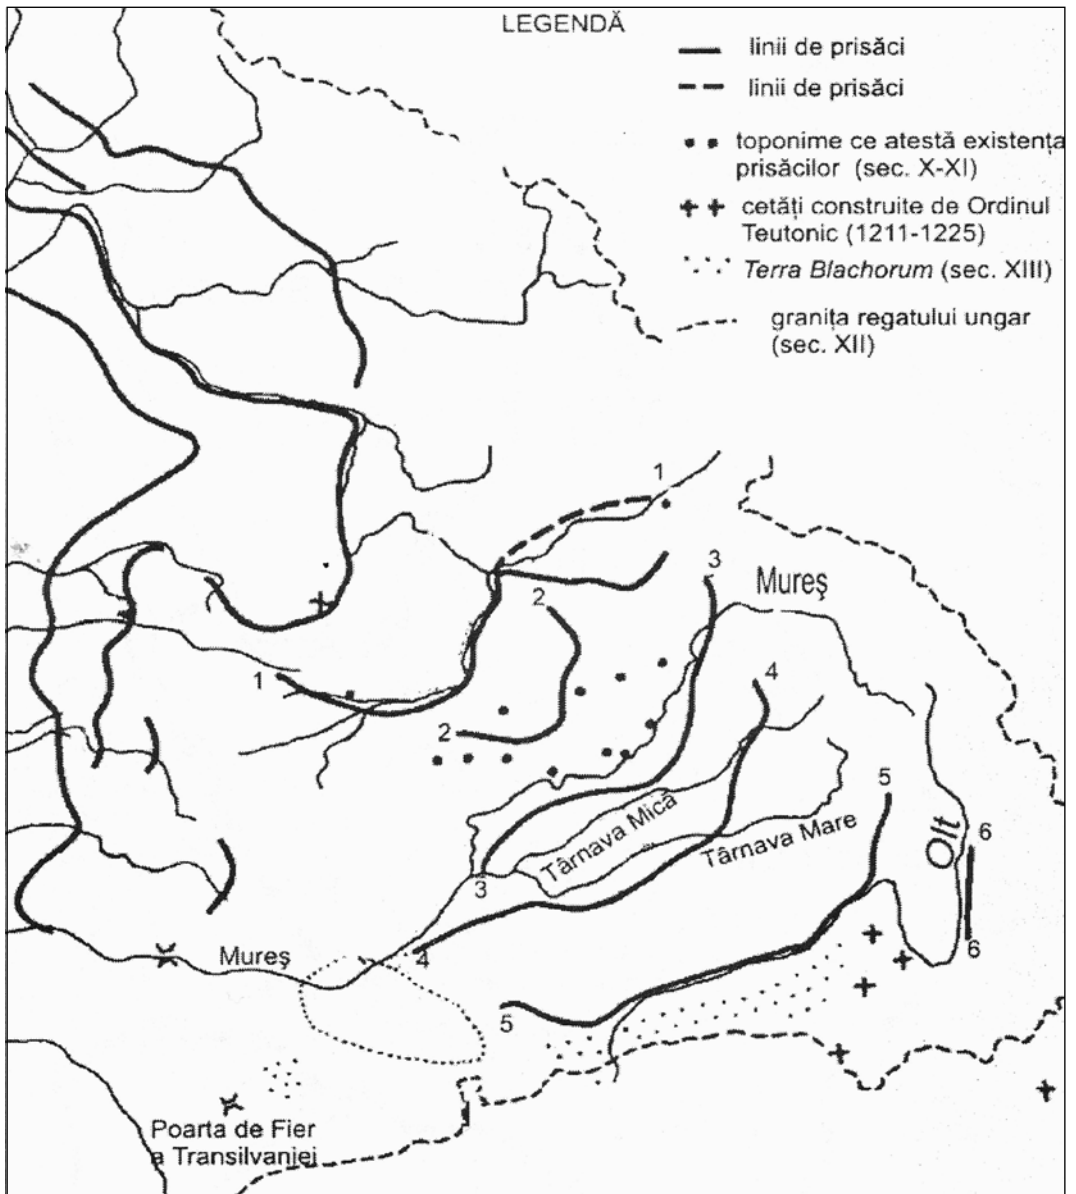 LEGENDĂ
linii de prisăci
linii de prisăci
toponime ce atestă existența
prisăcilor (sec. X-XI)
cetăți construite de Ordinul
Teutonic (1211-1225)
Terra Blachorum (sec. XIII)
granița regatului ungar
(sec. XII)
1
3
Mureș
2
4
1
2
5
Târnava Mică
Târnava Mare
Olt
6
3
6
4
Mureș
5
Poarta de Fier
a Transilvaniei